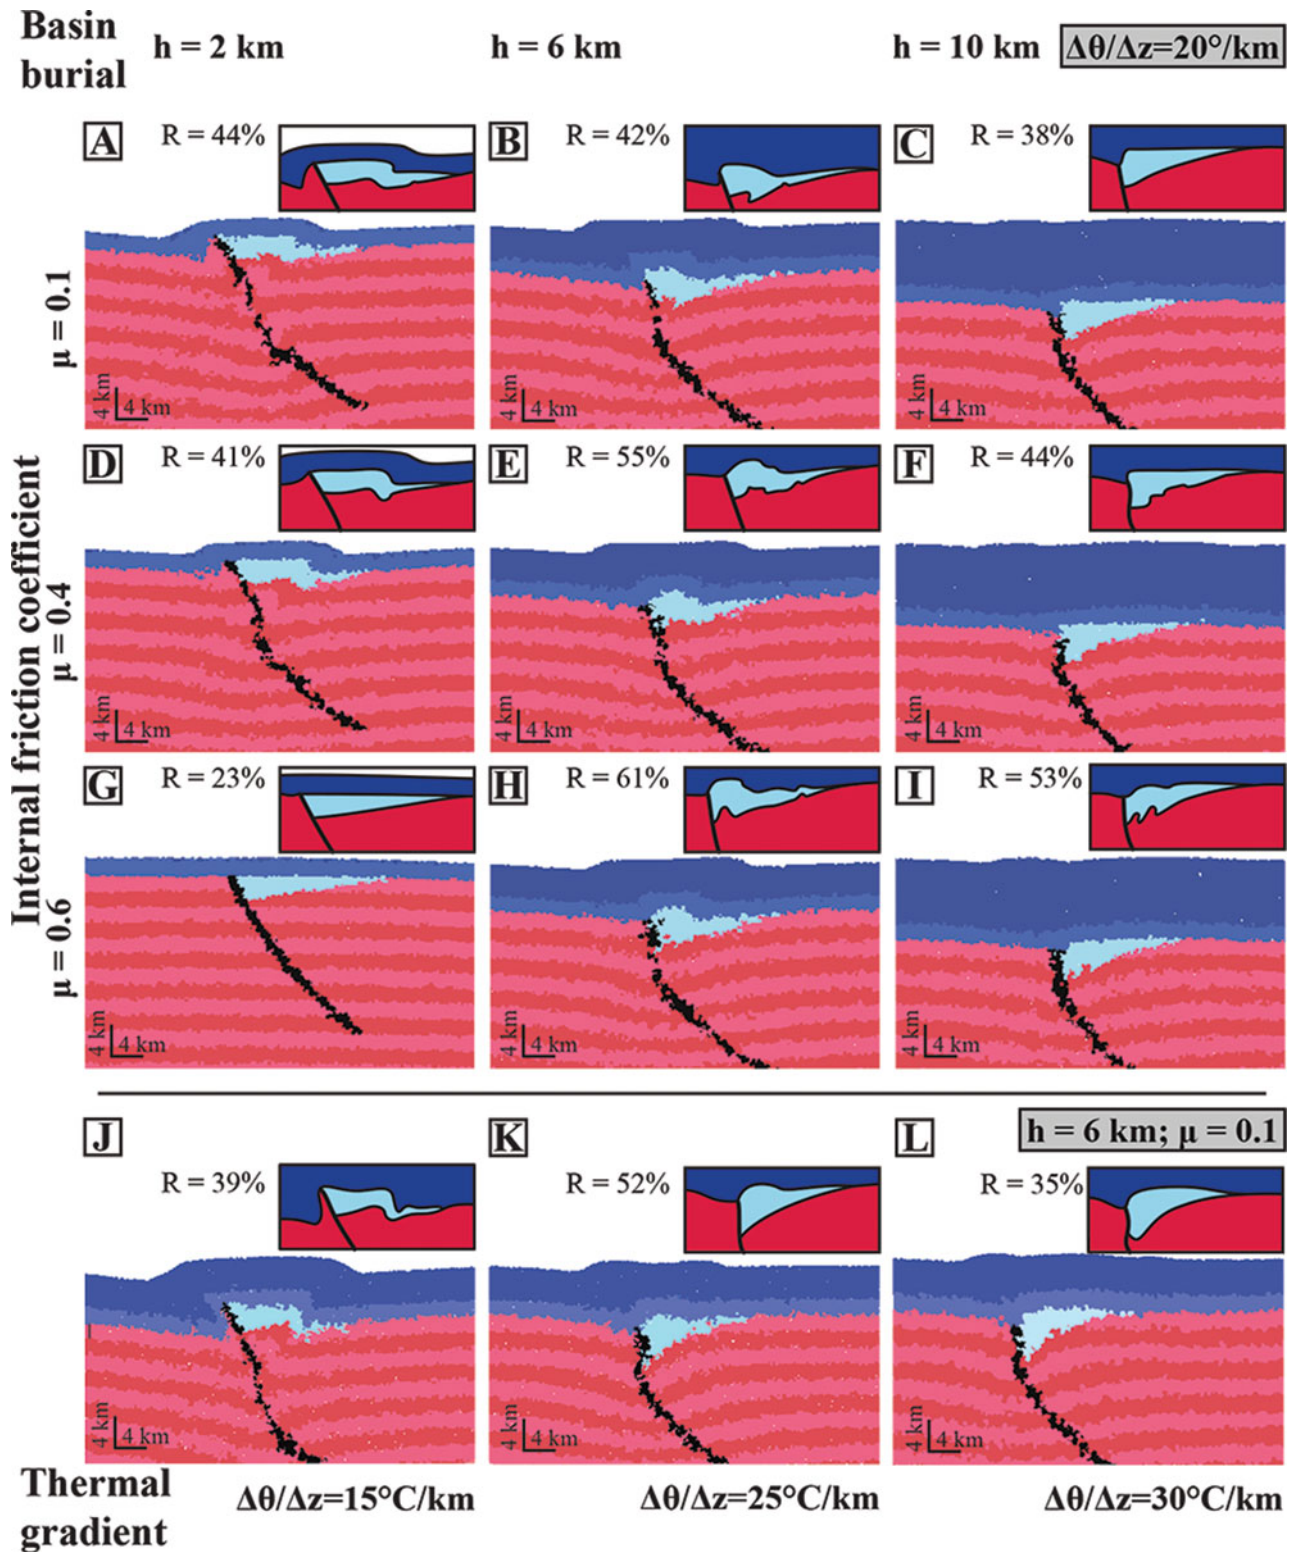 Basin
burial
h = 2 km
h = 6 km
h = 10 km
Δθ/Δz=20°/km
A
R = 44%
B
R = 42%
C
R = 38%
μ = 0.1
4 km
4 km
4 km
4 km
4 km
4 km
D
R = 41%
E
R = 55%
F
R = 44%
Internal friction coefficient
μ = 0.4
4 km
4 km
4 km
4 km
4 km
4 km
G
R = 23%
H
R = 61%
I
R = 53%
μ = 0.6
4 km
4 km
4 km
4 km
4 km
4 km
J
K
L
h = 6 km; μ = 0.1
R = 39%
R = 52%
R = 35%
4 km
4 km
4 km
4 km
4 km
4 km
Thermal
gradient
Δθ/Δz=15°C/km
Δθ/Δz=25°C/km
Δθ/Δz=30°C/km